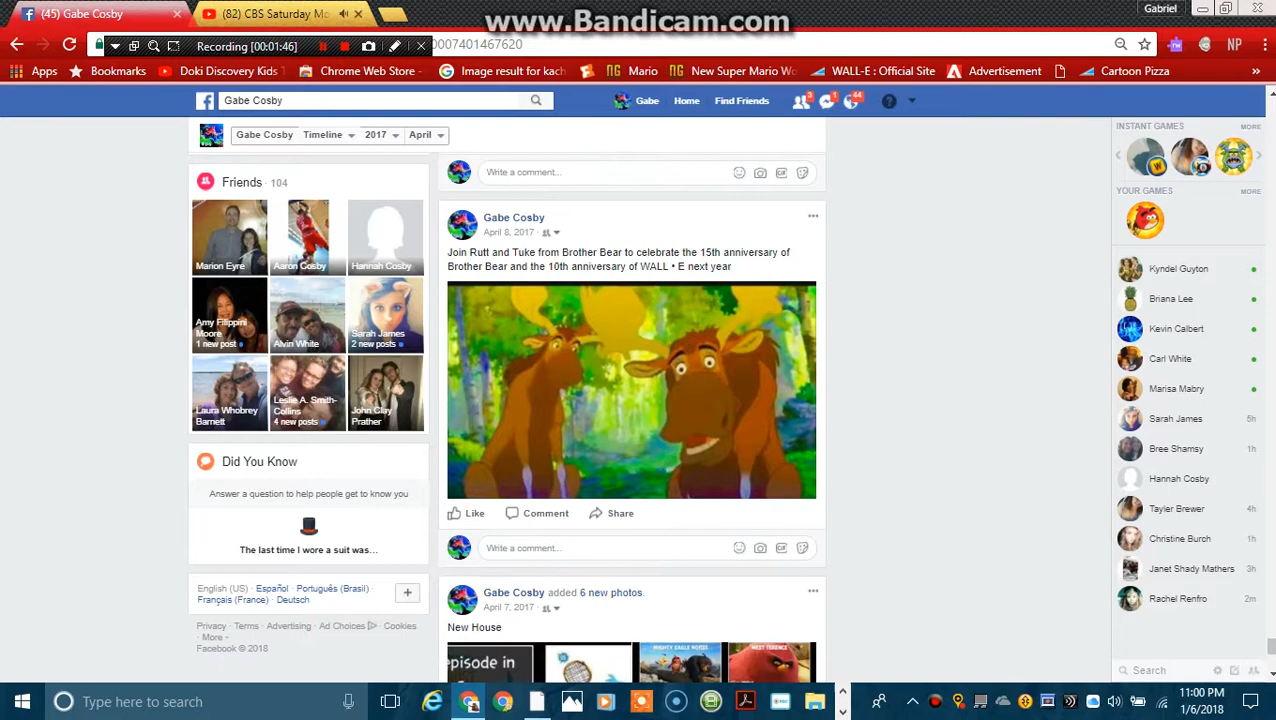 www.Bandicam.com
(45) Gabe Cosby
(82) CBS Saturday Mo
Gabriel
Recording [00:01:46]
0007401467620
NP
Apps
Bookmarks
Doki Discovery Kids
Chrome Web Store -
Image result for kach
Mario
New Super Mario Wo
WALL-E : Official Site
Advertisement
Cartoon Pizza
»
Gabe Cosby
Gabe
Home
Find Friends
3
1
44
Gabe Cosby
Timeline
2017
April
Friends · 104
Marion Eyre
Aaron Cosby
Hannah Cosby
Amy Filippini Moore
1 new post
Alvin White
Sarah James
2 new posts
Laura Whobrey Barnett
Leslie A. Smith-Collins
4 new posts
John Clay Prather
Did You Know
Answer a question to help people get to know you
The last time I wore a suit was...
English (US) · Español · Português (Brasil) ·
Français (France) · Deutsch
Privacy · Terms · Advertising · Ad Choices · Cookies
· More
Facebook © 2018
Write a comment...
Gabe Cosby
April 8, 2017 ·
Join Rutt and Tuke from Brother Bear to celebrate the 15th anniversary of
Brother Bear and the 10th anniversary of WALL • E next year
Like
Comment
Share
Write a comment...
Gabe Cosby added 6 new photos.
April 7, 2017 ·
New House
episode in
MIGHTY EAGLE NOISES
RED TERENCE
INSTANT GAMES
MORE
YOUR GAMES
MORE
Kyndel Guyton
Briana Lee
Kevin Calbert
Carl White
Marisa Mabry
Sarah James 5h
Bree Shamsy 1h
Hannah Cosby
Tayler Brewer 4h
Christine Burch 1h
Janet Shady Mathers 3h
Rachel Renfro 2m
Search
Type here to search
11:00 PM
1/6/2018